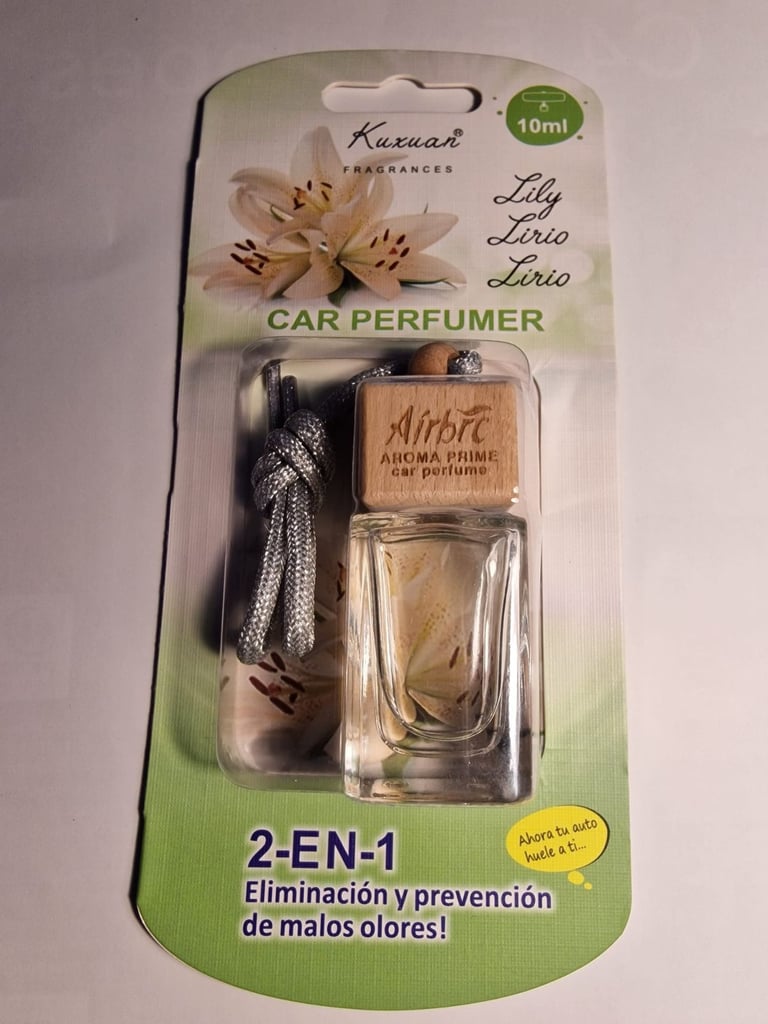 10ml
Kuxuan®
FRAGRANCES
Lily
Lirio
Lirio
CAR PERFUMER
Airbrc
AROMA PRIME
car perfume
2-EN-1
Eliminación y prevención
de malos olores!
Ahora tu auto
huele a ti...